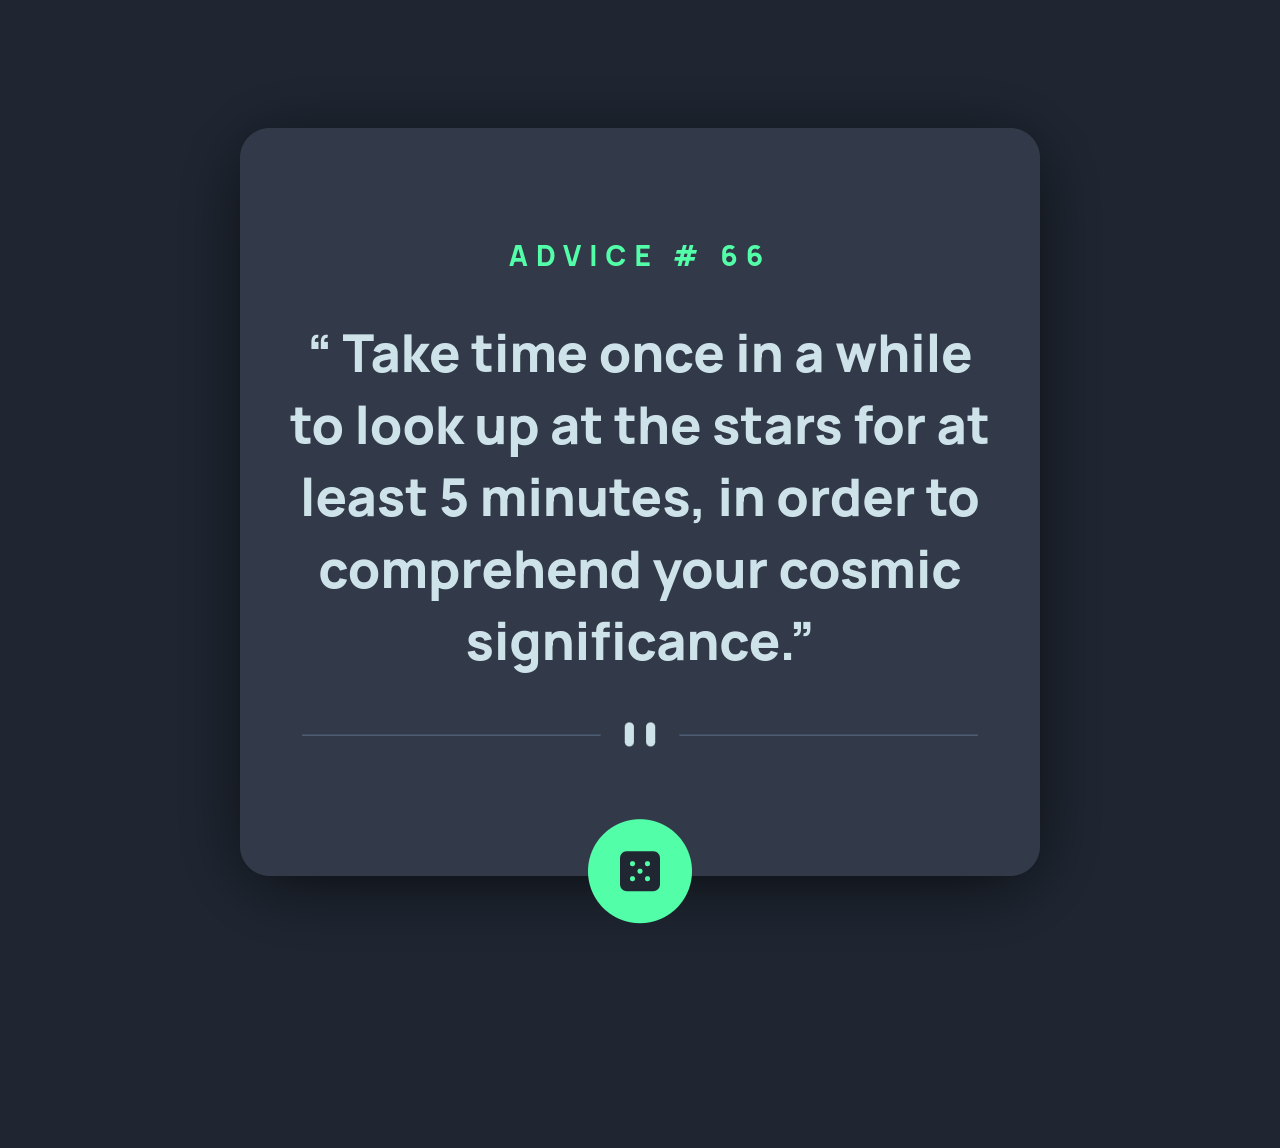 ADVICE # 66
“ Take time once in a while
to look up at the stars for at
least 5 minutes, in order to
comprehend your cosmic
significance.”